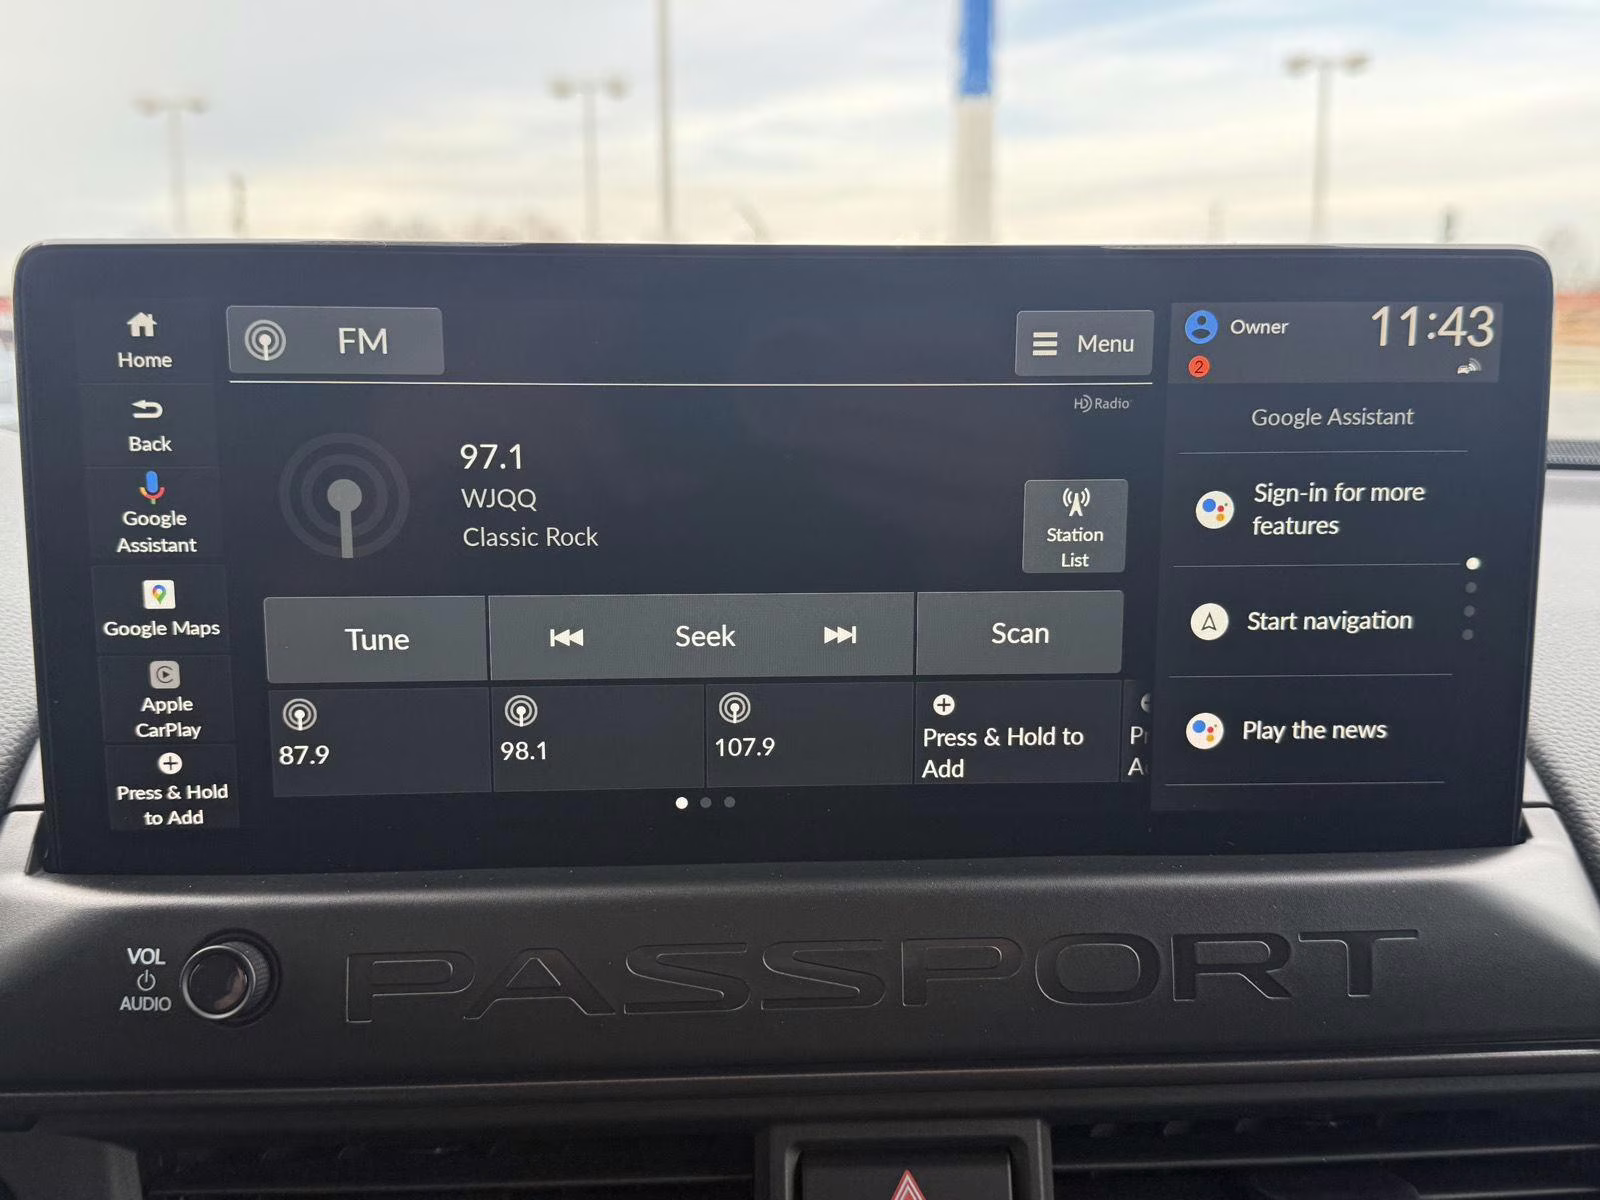 Home
Back
Google
Assistant
Google Maps
Apple
CarPlay
Press & Hold
to Add
FM
Menu
HD Radio
97.1
WJQQ
Classic Rock
Station
List
Tune
Seek
Scan
87.9
98.1
107.9
Press & Hold to
Add
Owner
11:43
2
Google Assistant
Sign-in for more
features
Start navigation
Play the news
VOL
AUDIO
PASSPORT